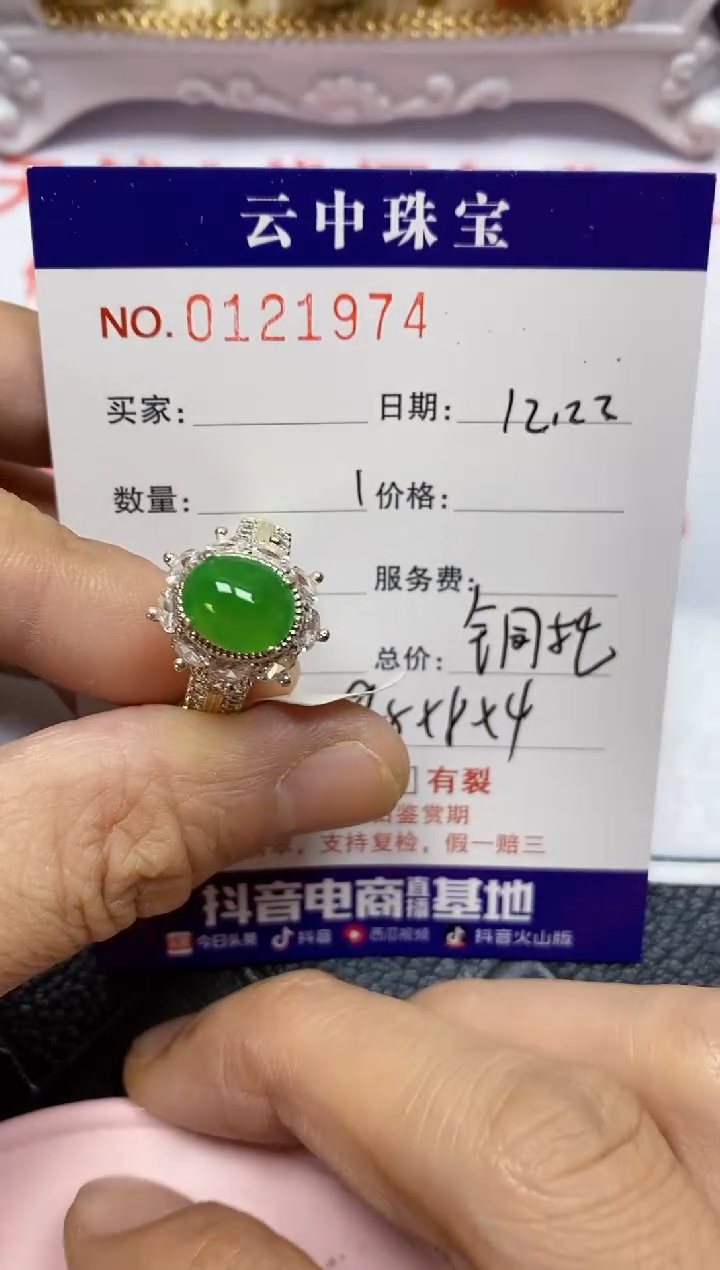 云中珠宝
NO. 0121974
买家: 日期: 12.22
数量: 1 价格:
服务费:
总价: 铜托
有裂
鉴赏期
支持复检，假一赔三
抖音电商直播基地
今日头条 抖音 西瓜视频 抖音火山版